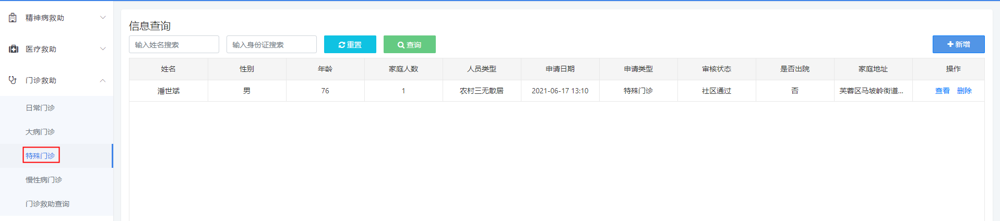 精神病救助
医疗救助
门诊救助
日常门诊
大病门诊
特殊门诊
慢性病门诊
门诊救助查询
信息查询
输入姓名搜索 输入身份证搜索 重置 查询 新增
姓名 性别 年龄 家庭人数 人员类型 申请日期 申请类型 审核状态 是否出院 家庭地址 操作
潘世斌 男 76 1 农村三无散居 2021-06-17 13:10 特殊门诊 社区通过 否 芙蓉区马坡岭街道... 查看 删除